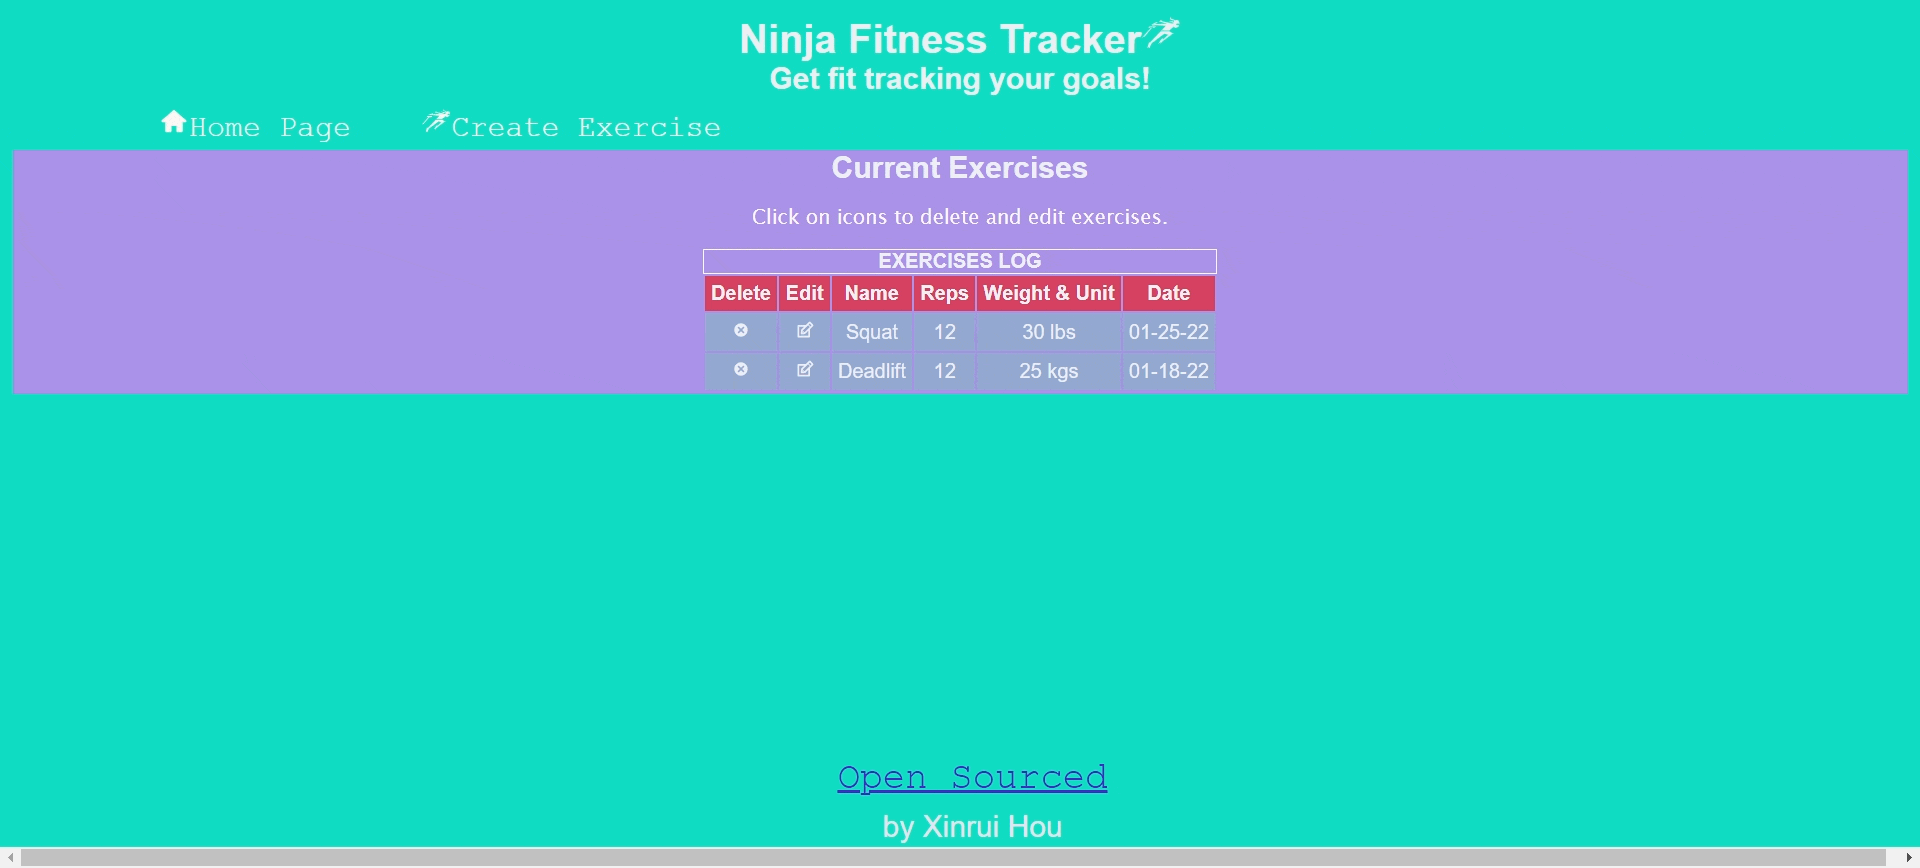 Ninja Fitness Tracker
Get fit tracking your goals!
Home Page Create Exercise
Current Exercises
Click on icons to delete and edit exercises.
EXERCISES LOG
Delete Edit Name Reps Weight & Unit Date
Squat 12 30 lbs 01-25-22
Deadlift 12 25 kgs 01-18-22
Open Sourced
by Xinrui Hou